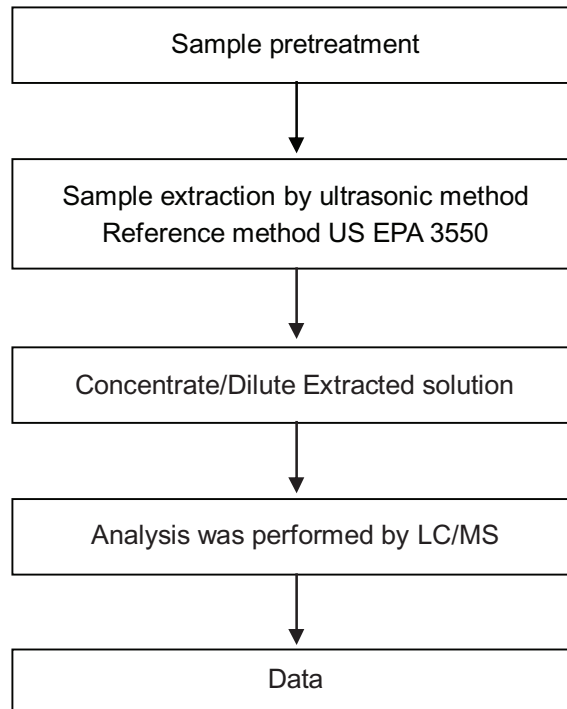 Sample pretreatment
Sample extraction by ultrasonic method
Reference method US EPA 3550
Concentrate/Dilute Extracted solution
Analysis was performed by LC/MS
Data